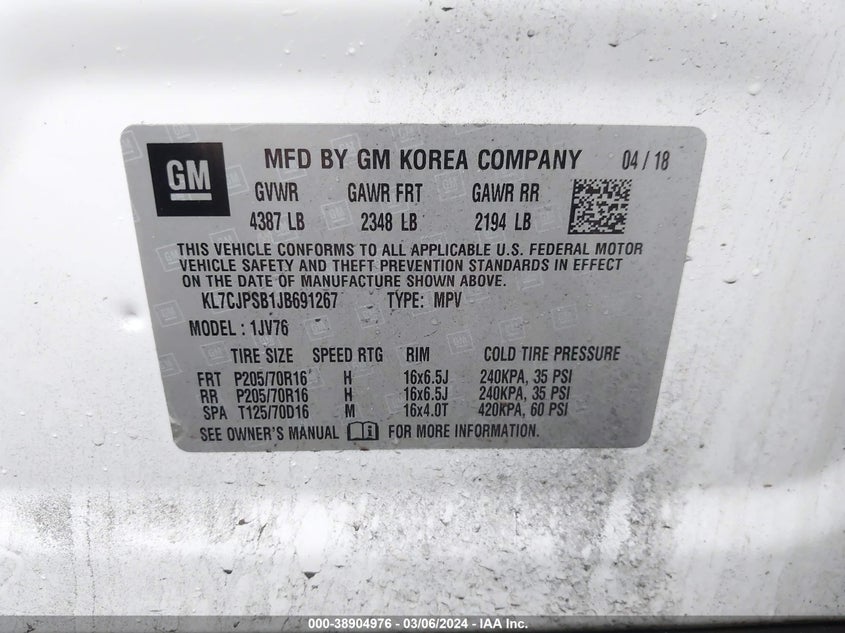 GM MFD BY GM KOREA COMPANY 04 / 18
GVWR GAWR FRT GAWR RR
4387 LB 2348 LB 2194 LB
THIS VEHICLE CONFORMS TO ALL APPLICABLE U.S. FEDERAL MOTOR
VEHICLE SAFETY AND THEFT PREVENTION STANDARDS IN EFFECT
ON THE DATE OF MANUFACTURE SHOWN ABOVE.
KL7CJPSB1JB691267 TYPE: MPV
MODEL : 1JV76
TIRE SIZE SPEED RTG RIM COLD TIRE PRESSURE
FRT P205/70R16 H 16x6.5J 240KPA, 35 PSI
RR P205/70R16 H 16x6.5J 240KPA, 35 PSI
SPA T125/70D16 M 16x4.0T 420KPA, 60 PSI
SEE OWNER'S MANUAL FOR MORE INFORMATION.
000-38904976 - 03/06/2024 - IAA Inc.